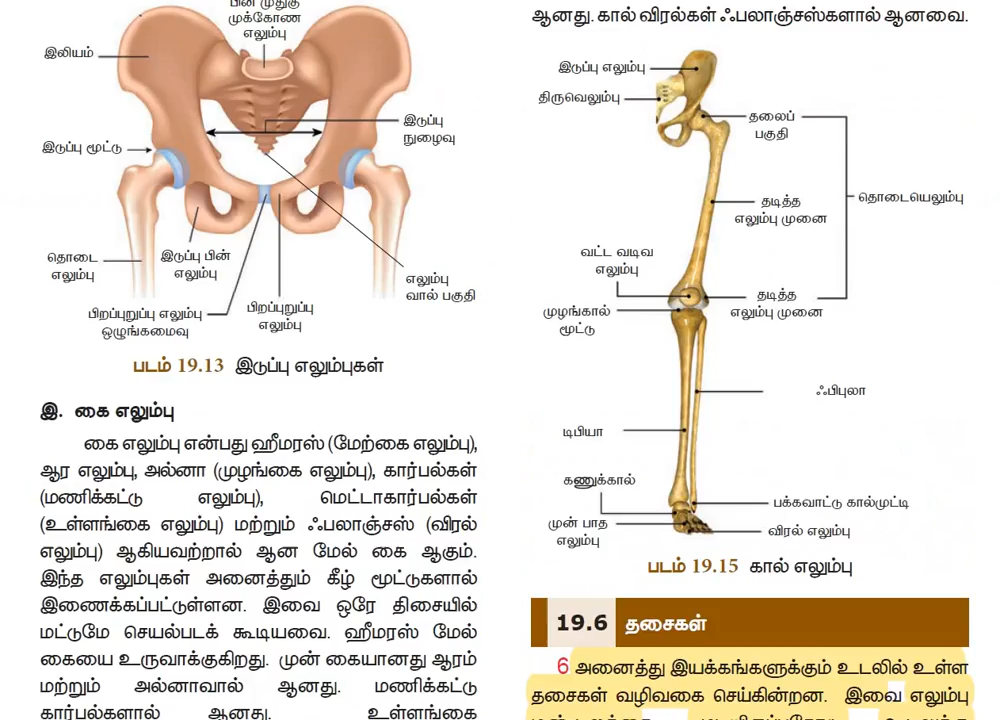 பின் முதுகு
முக்கோண
எலும்பு
இலியம்
இடுப்பு
நுழைவு
இடுப்பு மூட்டு
தொடை
எலும்பு
இடுப்பு பின்
எலும்பு
எலும்பு
வால் பகுதி
பிறப்புறுப்பு எலும்பு
ஒழுங்கமைவு
பிறப்புறுப்பு
எலும்பு
படம் 19.13 இடுப்பு எலும்புகள்
இ. கை எலும்பு
கை எலும்பு என்பது ஹீமரஸ் (மேற்கை எலும்பு),
ஆர எலும்பு, அல்னா (முழங்கை எலும்பு), கார்பல்கள்
(மணிக்கட்டு எலும்பு), மெட்டாகார்பல்கள்
(உள்ளங்கை எலும்பு) மற்றும் ஃபலாஞ்சஸ் (விரல்
எலும்பு) ஆகியவற்றால் ஆன மேல் கை ஆகும்.
இந்த எலும்புகள் அனைத்தும் கீழ் மூட்டுகளால்
இணைக்கப்பட்டுள்ளன. இவை ஒரே திசையில்
மட்டுமே செயல்படக் கூடியவை. ஹீமரஸ் மேல்
கையை உருவாக்குகிறது. முன் கையானது ஆரம்
மற்றும் அல்னாவால் ஆனது. மணிக்கட்டு
கார்பல்களால் ஆனது. உள்ளங்கை
ஆனது. கால் விரல்கள் ஃபலாஞ்சஸ்களால் ஆனவை.
இடுப்பு எலும்பு
திருவெலும்பு
தலைப்
பகுதி
தொடையெலும்பு
தடித்த
எலும்பு முனை
வட்ட வடிவ
எலும்பு
முழங்கால்
மூட்டு
தடித்த
எலும்பு முனை
ஃபிபுலா
டிபியா
கணுக்கால்
பக்கவாட்டு கால்முட்டி
முன் பாத
எலும்பு
விரல் எலும்பு
படம் 19.15 கால் எலும்பு
19.6 தசைகள்
6 அனைத்து இயக்கங்களுக்கும் உடலில் உள்ள
தசைகள் வழிவகை செய்கின்றன. இவை எலும்பு